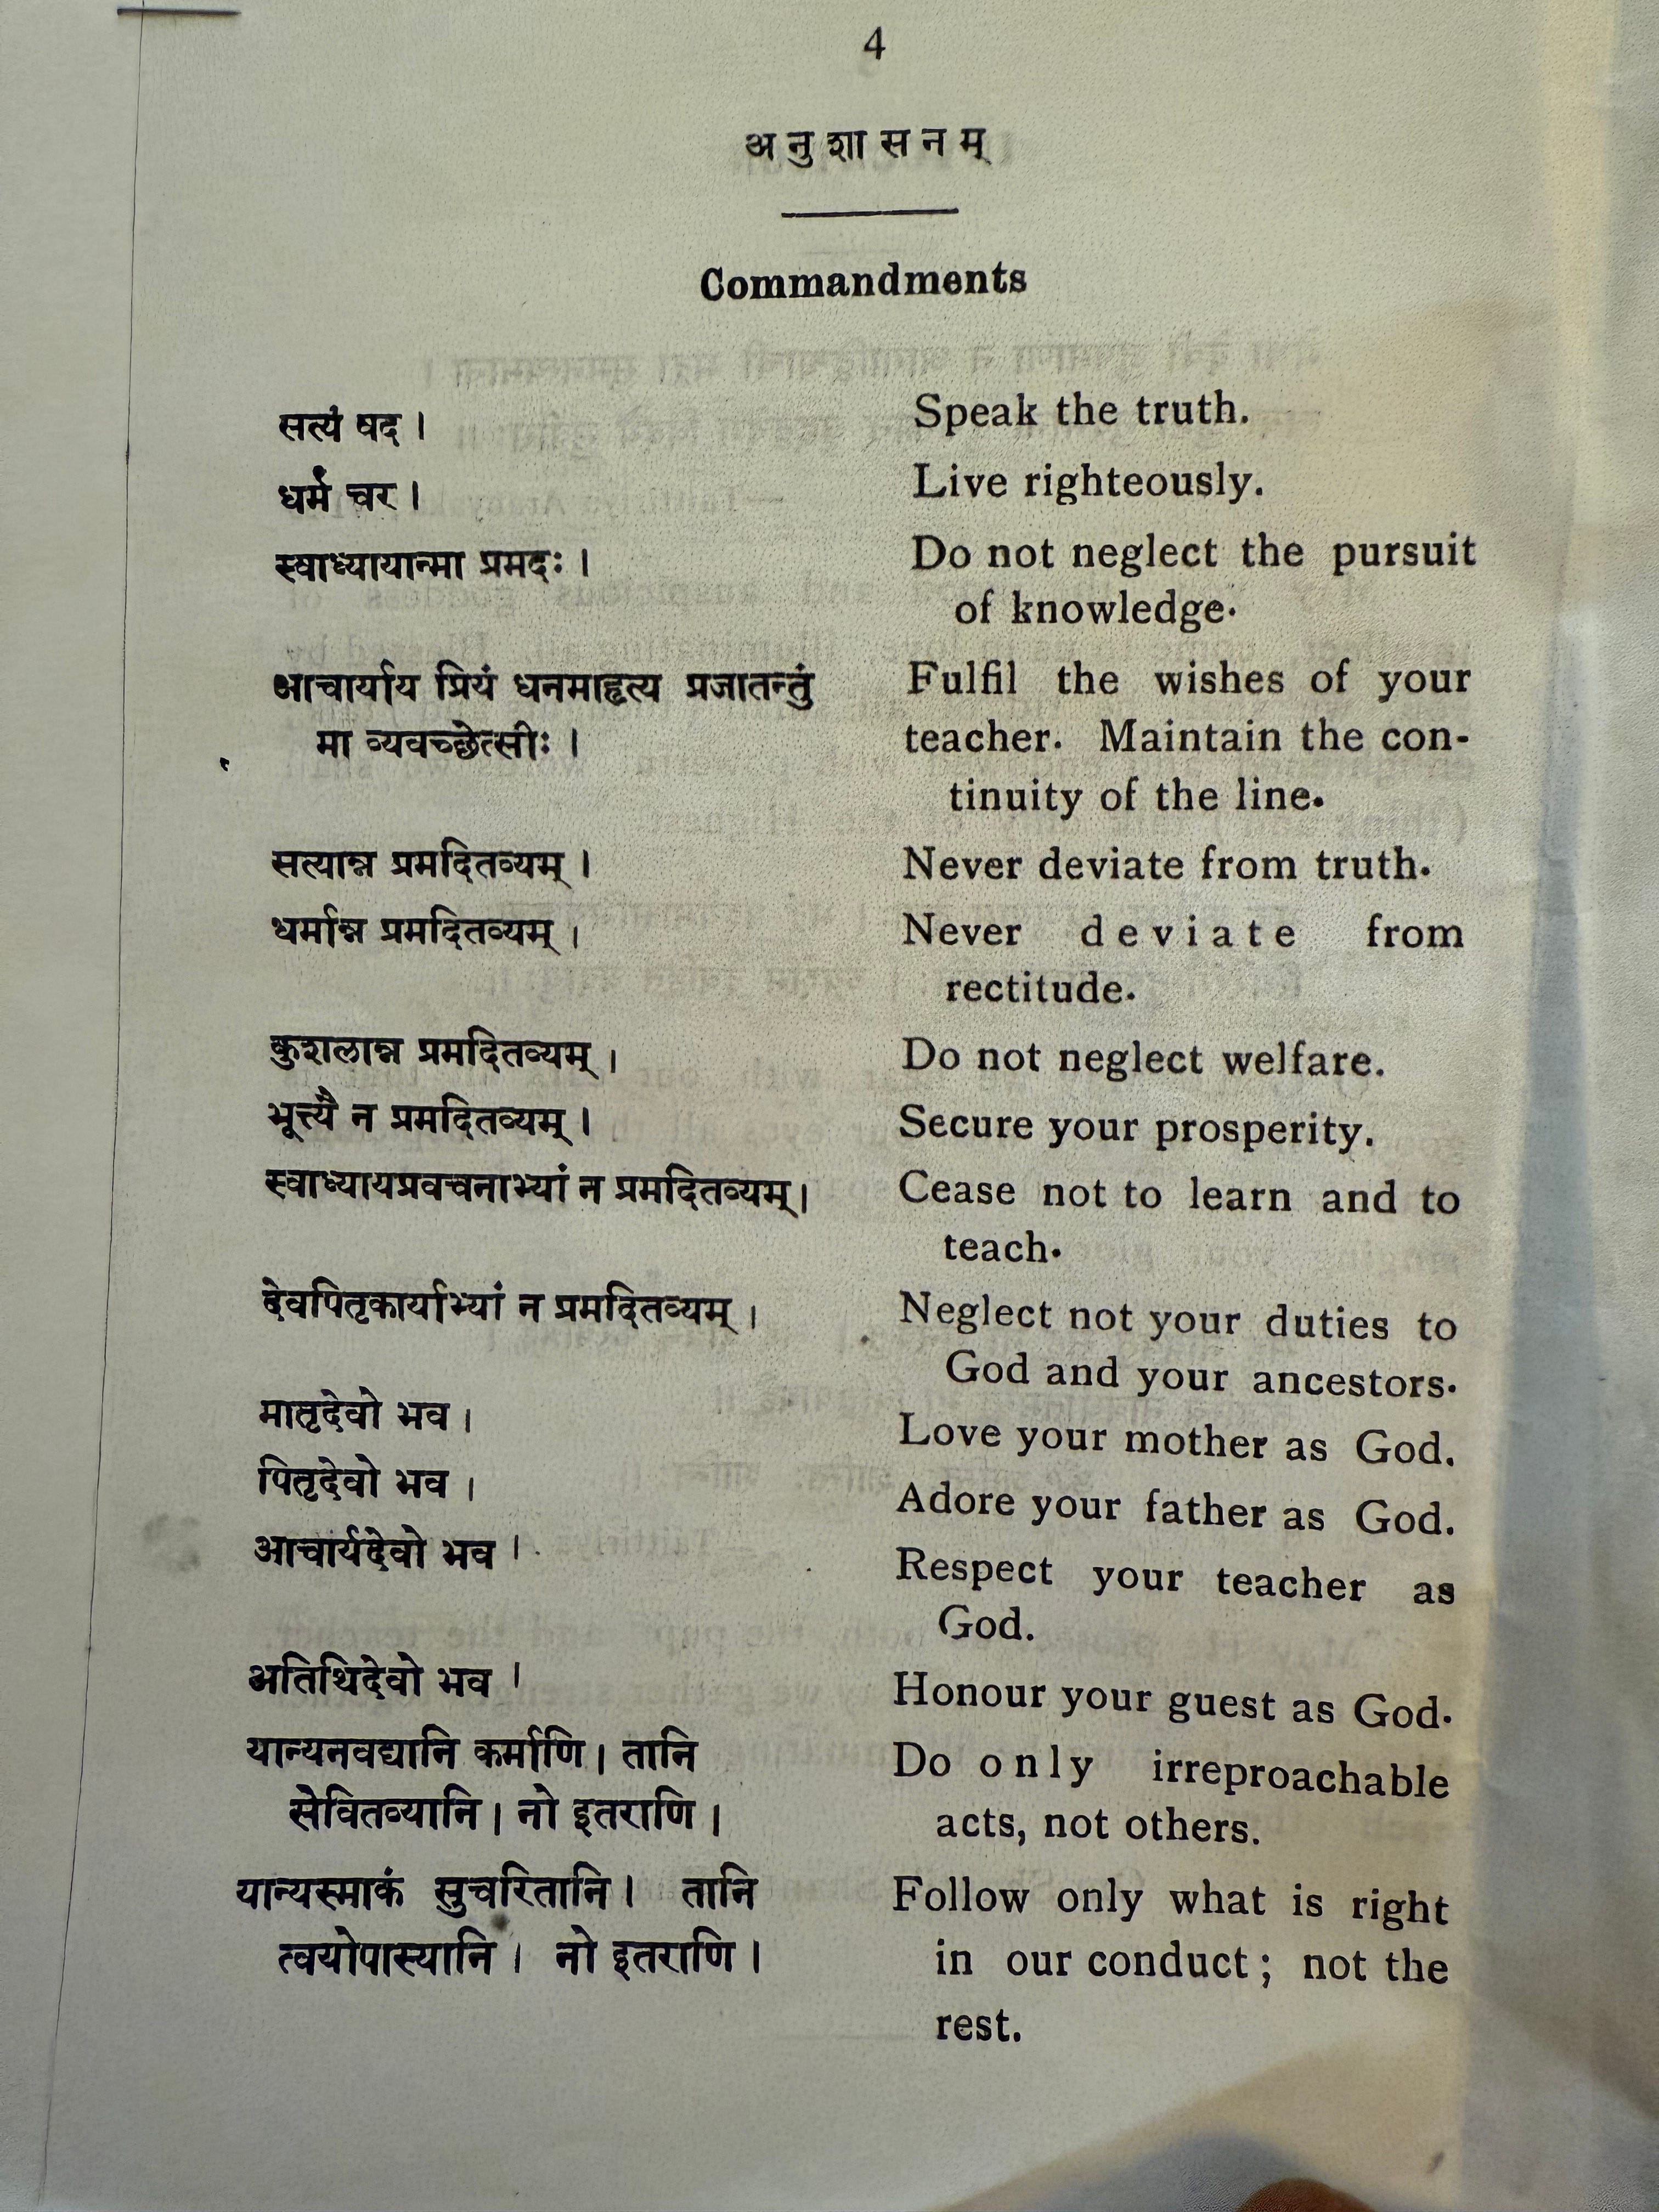 4
अनुशासनम्
Commandments
सत्यं षद ।
Speak the truth.
धर्मं चर ।
Live righteously.
स्वाध्यायान्मा प्रमदः ।
Do not neglect the pursuit
of knowledge.
आचार्याय प्रियं धनमाहृत्य प्रजातन्तुं
मा व्यवच्छेत्सीः ।
Fulfil the wishes of your
teacher. Maintain the con-
tinuity of the line.
सत्यान्न प्रमदितव्यम् ।
Never deviate from truth.
धर्मान्न प्रमदितव्यम् ।
Never deviate from
rectitude.
कुशलान्न प्रमदितव्यम् ।
Do not neglect welfare.
भूत्यै न प्रमदितव्यम् ।
Secure your prosperity.
स्वाध्यायप्रवचनाभ्यां न प्रमदितव्यम् ।
Cease not to learn and to
teach.
देवपितृकार्याभ्यां न प्रमदितव्यम् ।
Neglect not your duties to
God and your ancestors.
मातृदेवो भव ।
Love your mother as God.
पितृदेवो भव ।
Adore your father as God.
आचार्यदेवो भव ।
Respect your teacher as
God.
अतिथिदेवो भव ।
Honour your guest as God.
यान्यनवद्यानि कर्माणि । तानि
सेवितव्यानि । नो इतराणि ।
Do only irreproachable
acts, not others.
यान्यस्माकं सुचरितानि । तानि
त्वयोपास्यानि । नो इतराणि ।
Follow only what is right
in our conduct ; not the
rest.